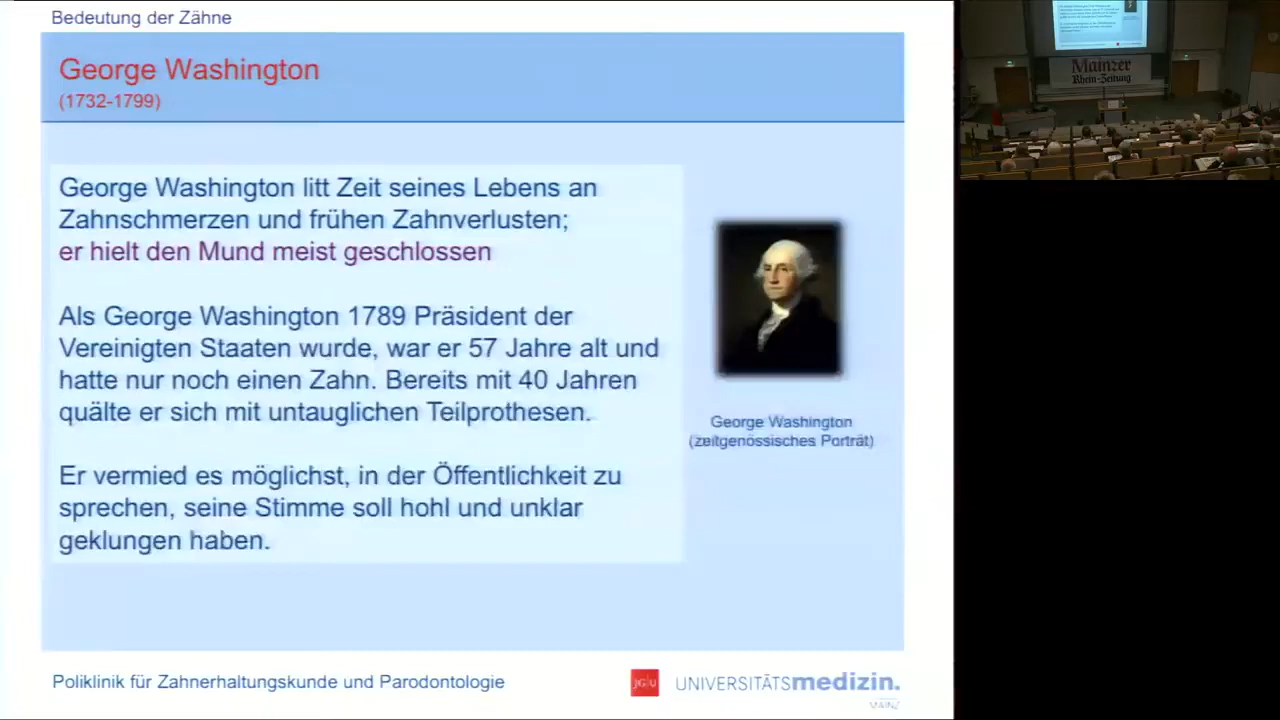 Bedeutung der Zähne
George Washington
(1732-1799)
George Washington litt Zeit seines Lebens an
Zahnschmerzen und frühen Zahnverlusten;
er hielt den Mund meist geschlossen
Als George Washington 1789 Präsident der
Vereinigten Staaten wurde, war er 57 Jahre alt und
hatte nur noch einen Zahn. Bereits mit 40 Jahren
quälte er sich mit untauglichen Teilprothesen.
Er vermied es möglichst, in der Öffentlichkeit zu
sprechen, seine Stimme soll hohl und unklar
geklungen haben.
George Washington
(zeitgenössisches Porträt)
Poliklinik für Zahnerhaltungskunde und Parodontologie
JG|U UNIVERSITÄTSmedizin.
MAINZ
Mainzer
Rhein-Zeitung